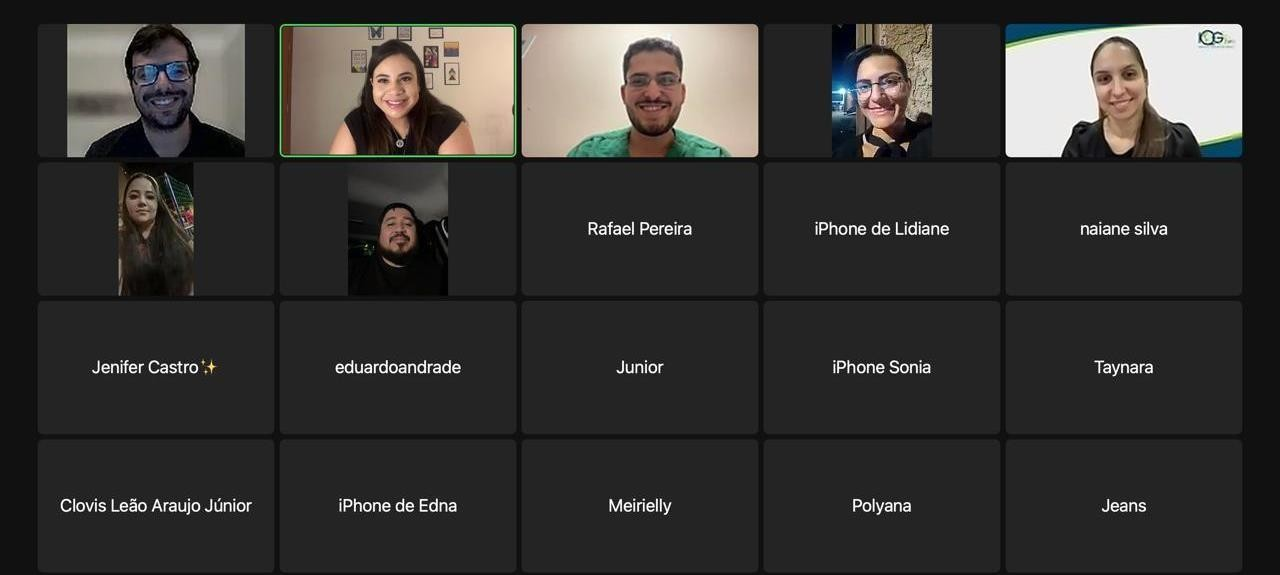 IQG
Rafael Pereira
iPhone de Lidiane
naiane silva
Jenifer Castro✨
eduardoandrade
Junior
iPhone Sonia
Taynara
Clovis Leão Araujo Júnior
iPhone de Edna
Meirielly
Polyana
Jeans